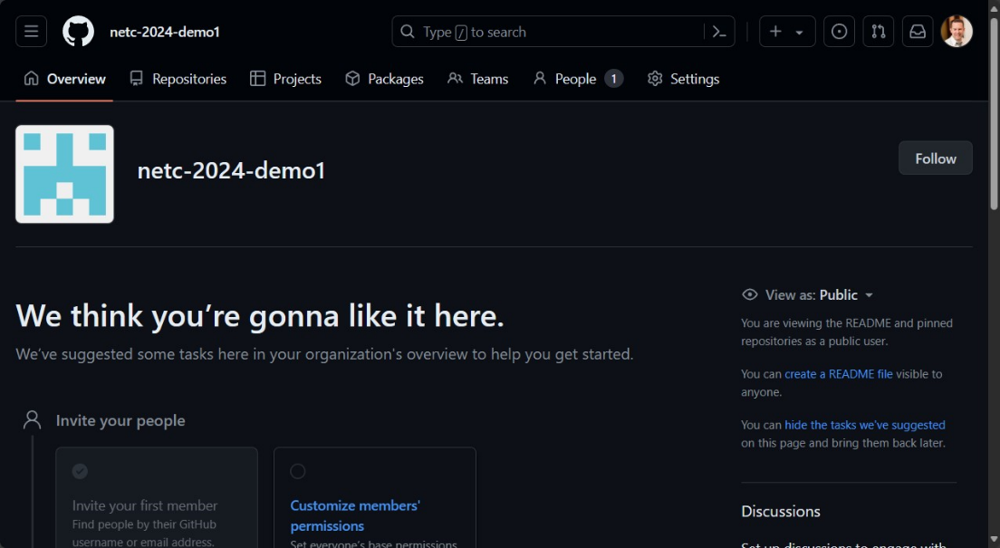 netc-2024-demo1
Type / to search
Overview
Repositories
Projects
Packages
Teams
People 1
Settings
netc-2024-demo1
Follow
We think you’re gonna like it here.
We’ve suggested some tasks here in your organization’s overview to help you get started.
Invite your people
Invite your first member
Find people by their GitHub
username or email address.
Customize members'
permissions
Set everyone's base permissions
View as: Public
You are viewing the README and pinned
repositories as a public user.
You can create a README file visible to
anyone.
You can hide the tasks we've suggested
on this page and bring them back later.
Discussions
Set up discussions to engage with